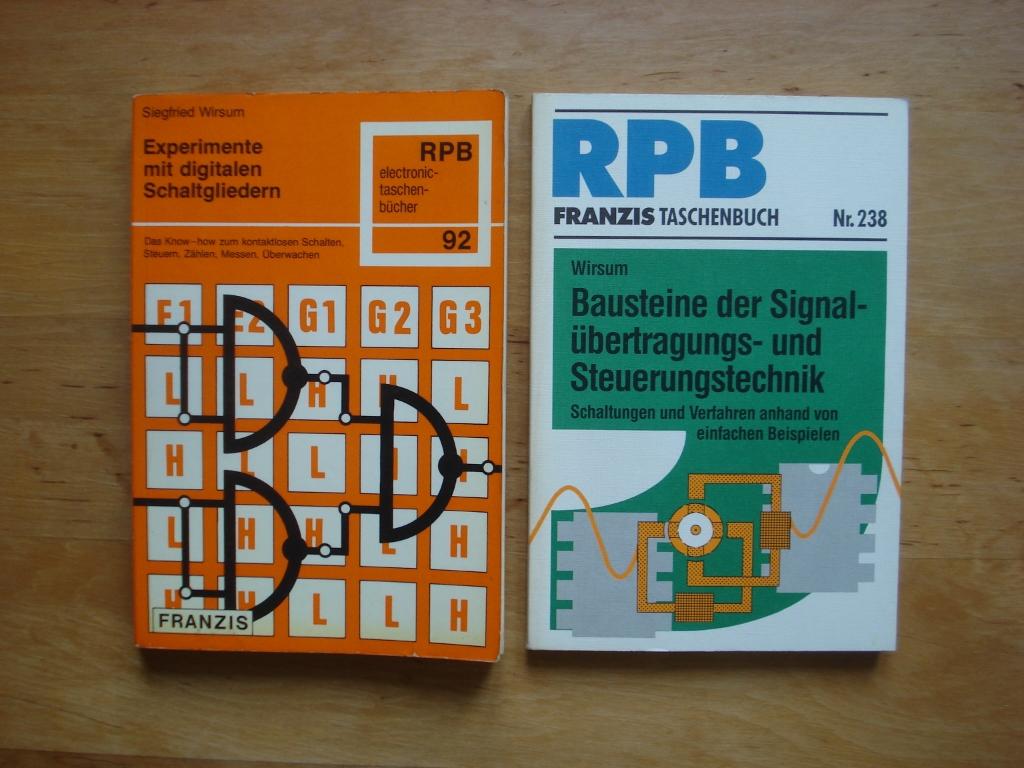 Siegfried Wirsum
Experimente
mit digitalen
Schaltgliedern
RPB
electronic-
taschen-
bücher
92
Das Know-how zum kontaktlosen Schalten,
Steuern, Zählen, Messen, Überwachen
E1 E2 G1 G2 G3
L L H H L
H L L H
L H H L H
H H L L H
FRANZIS
RPB
FRANZIS TASCHENBUCH Nr. 238
Wirsum
Bausteine der Signal-
übertragungs- und
Steuerungstechnik
Schaltungen und Verfahren anhand von
einfachen Beispielen